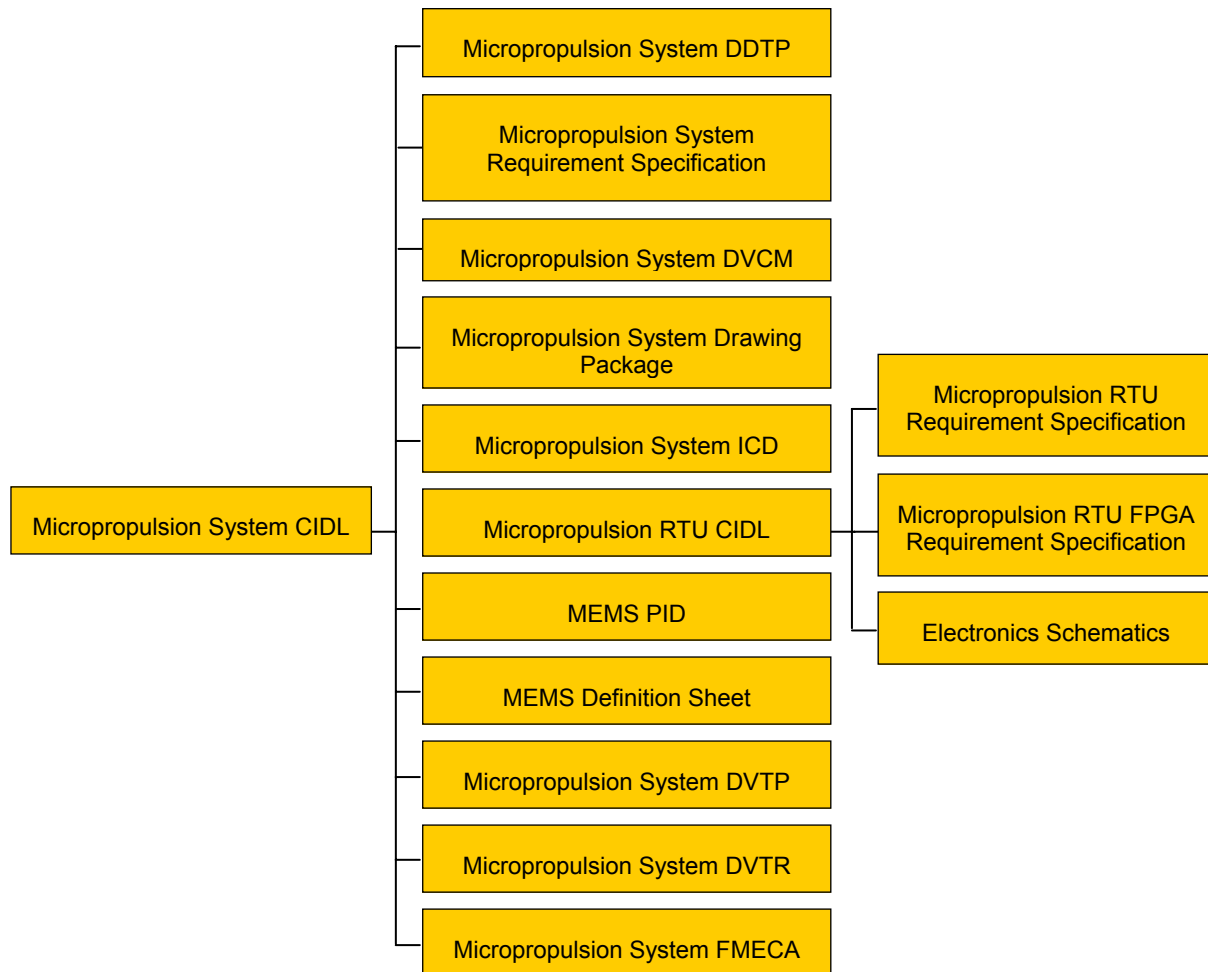 Micropropulsion System CIDL
Micropropulsion System DDTP
Micropropulsion System
Requirement Specification
Micropropulsion System DVCM
Micropropulsion System Drawing
Package
Micropropulsion System ICD
Micropropulsion RTU CIDL
MEMS PID
MEMS Definition Sheet
Micropropulsion System DVTP
Micropropulsion System DVTR
Micropropulsion System FMECA
Micropropulsion RTU
Requirement Specification
Micropropulsion RTU FPGA
Requirement Specification
Electronics Schematics